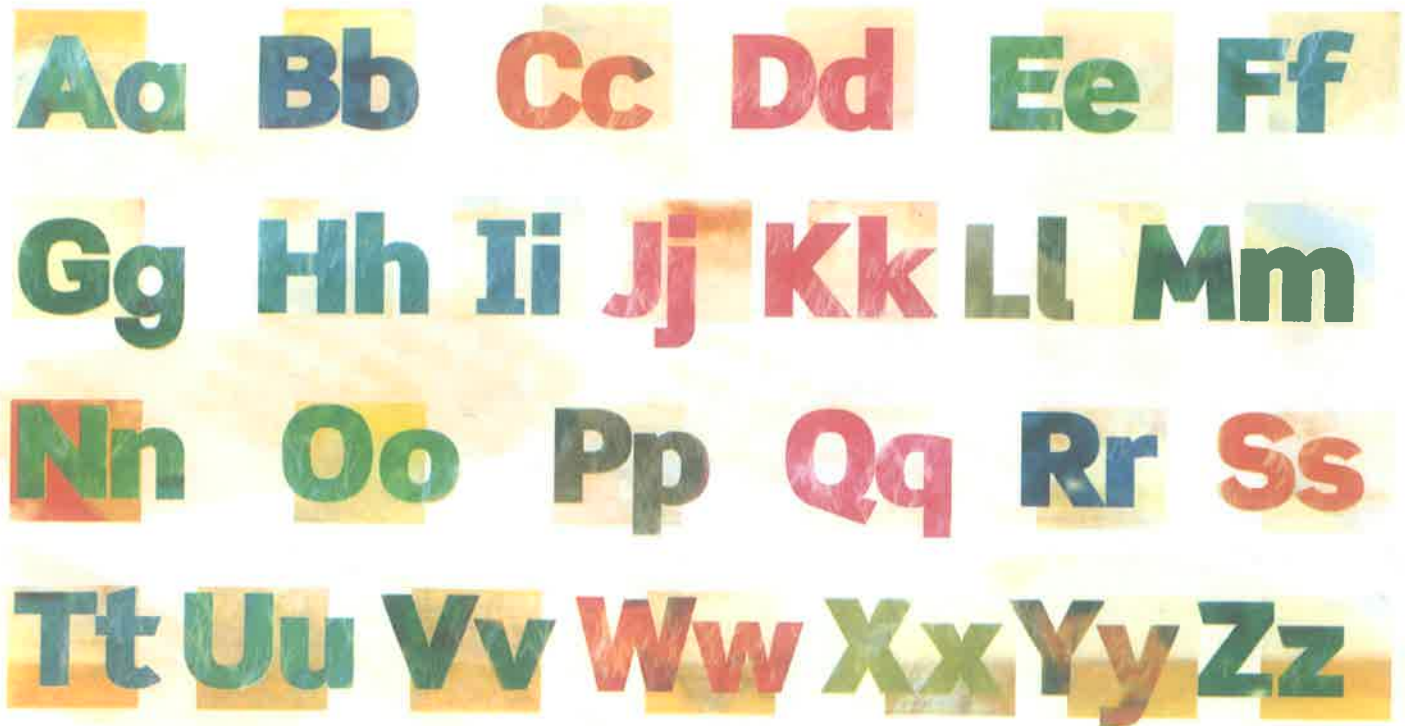 Aa Bb Cc Dd Ee Ff
Gg Hh Ii Jj Kk Ll Mm
Nn Oo Pp Qq Rr Ss
Tt Uu Vv Ww Xx Yy Zz